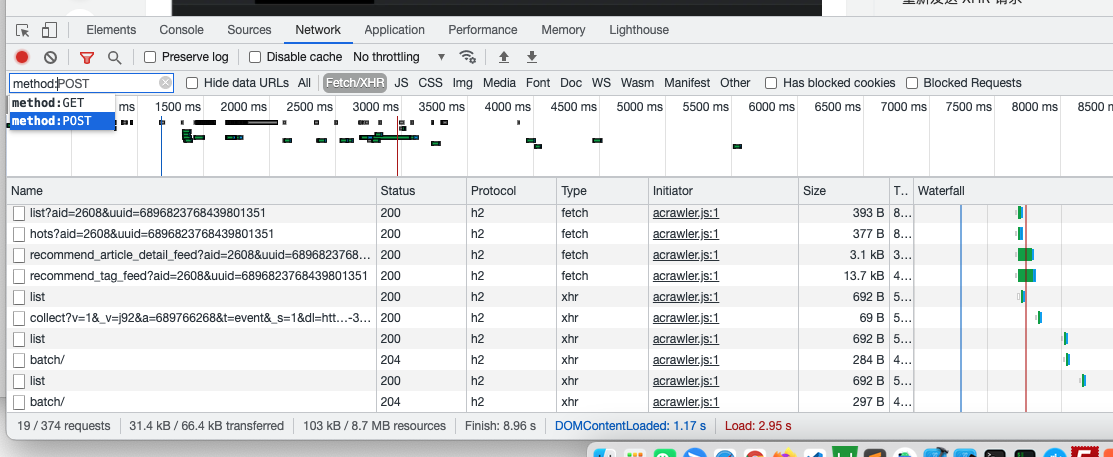 重新发送 XHR 请求
Elements Console Sources Network Application Performance Memory Lighthouse
Preserve log Disable cache No throttling
method:POST Hide data URLs All Fetch/XHR JS CSS Img Media Font Doc WS Wasm Manifest Other Has blocked cookies Blocked Requests
method:GET
method:POST
ms 1500 ms 2000 ms 2500 ms 3000 ms 3500 ms 4000 ms 4500 ms 5000 ms 5500 ms 6000 ms 6500 ms 7000 ms 7500 ms 8000 ms 8500 m
Name Status Protocol Type Initiator Size T.. Waterfall
list?aid=2608&uuid=6896823768439801351 200 h2 fetch acrawler.js:1 393 B 8...
hots?aid=2608&uuid=6896823768439801351 200 h2 fetch acrawler.js:1 377 B 8...
recommend_article_detail_feed?aid=2608&uuid=6896823768... 200 h2 fetch acrawler.js:1 3.1 kB 3...
recommend_tag_feed?aid=2608&uuid=6896823768439801351 200 h2 fetch acrawler.js:1 13.7 kB 4...
list 200 h2 xhr acrawler.js:1 692 B 5...
collect?v=1&_v=j92&a=689766268&t=event&_s=1&dl=htt...-3... 200 h2 xhr acrawler.js:1 69 B 5...
list 200 h2 xhr acrawler.js:1 692 B 5...
batch/ 204 h2 xhr acrawler.js:1 284 B 4...
list 200 h2 xhr acrawler.js:1 692 B 5...
batch/ 204 h2 xhr acrawler.js:1 297 B 4...
19 / 374 requests 31.4 kB / 66.4 kB transferred 103 kB / 8.7 MB resources Finish: 8.96 s DOMContentLoaded: 1.17 s Load: 2.95 s